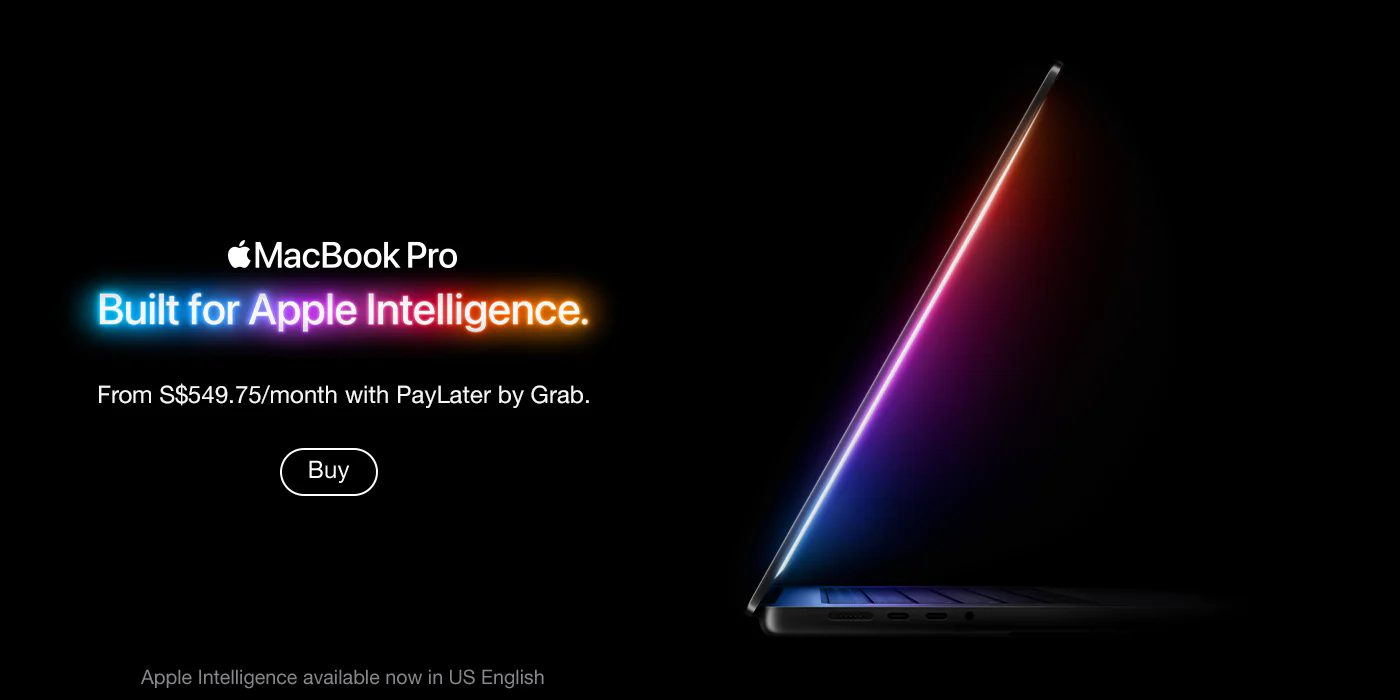 MacBook Pro
Built for Apple Intelligence.
From S$549.75/month with PayLater by Grab.
Buy
Apple Intelligence available now in US English